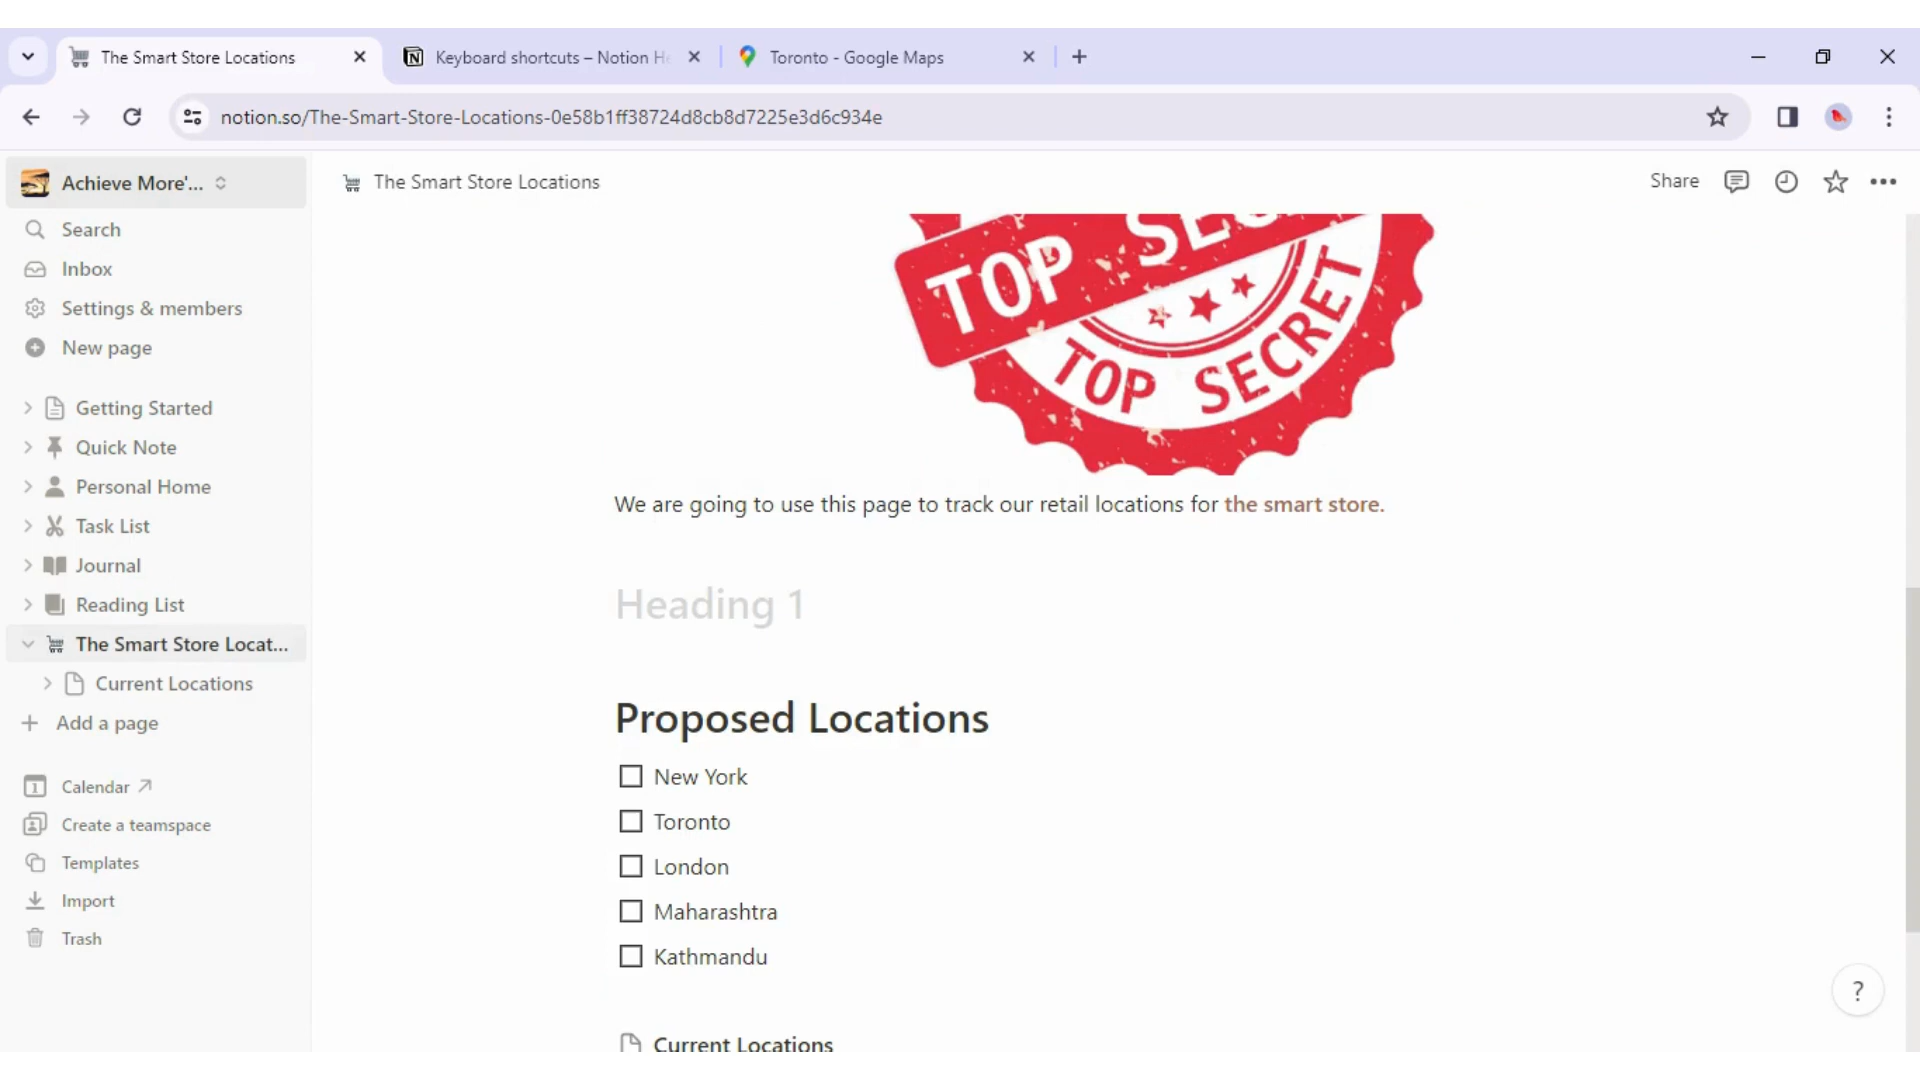 The Smart Store Locations
Keyboard shortcuts – Notion He
Toronto - Google Maps
notion.so/The-Smart-Store-Locations-0e58b1ff38724d8cb8d7225e3d6c934e
Achieve More'...
The Smart Store Locations
Share
Search
Inbox
Settings & members
New page
Getting Started
Quick Note
Personal Home
Task List
Journal
Reading List
The Smart Store Locat...
Current Locations
Add a page
Calendar
Create a teamspace
Templates
Import
Trash
TOP SEC
TOP SECRET
We are going to use this page to track our retail locations for the smart store.
Heading 1
Proposed Locations
New York
Toronto
London
Maharashtra
Kathmandu
Current Locations
?